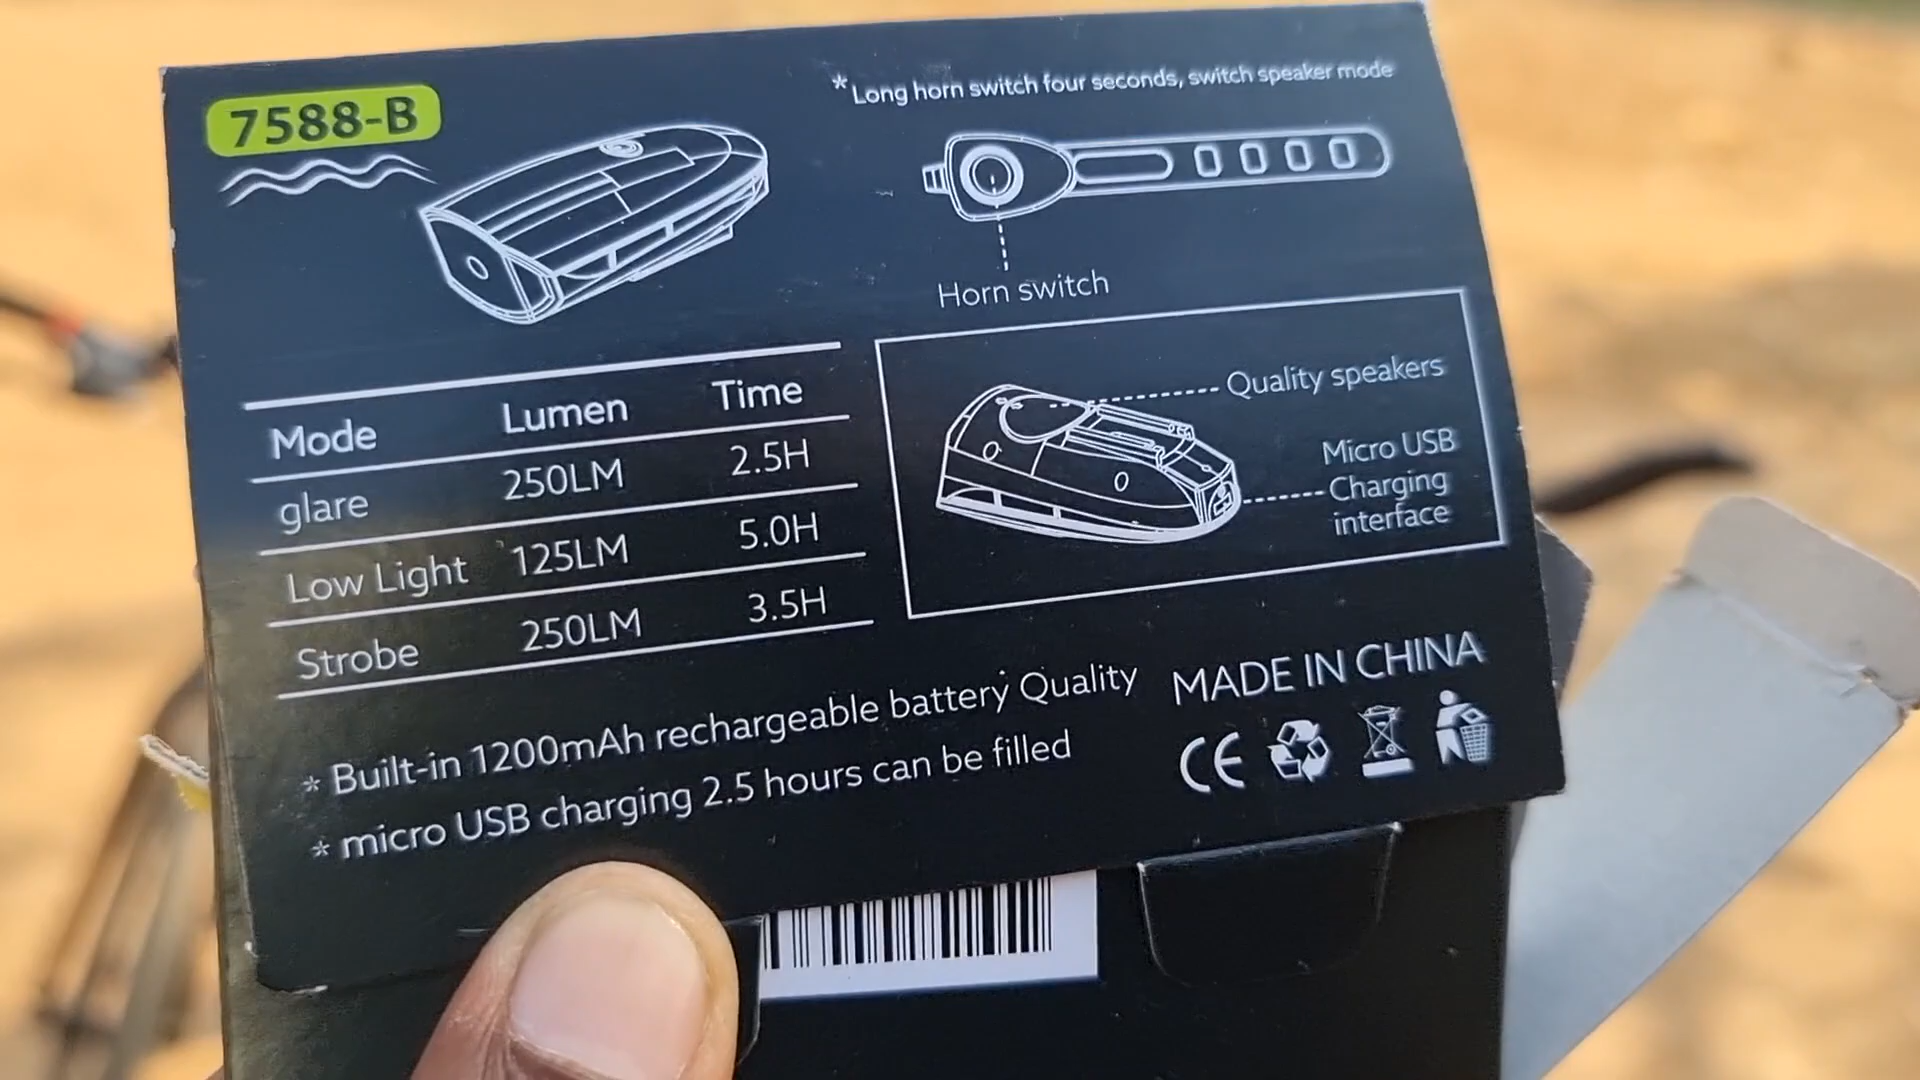 7588-B
* Long horn switch four seconds, switch speaker mode
Horn switch
Mode Lumen Time
glare 250LM 2.5H
Low Light 125LM 5.0H
Strobe 250LM 3.5H
Quality speakers
Micro USB
Charging
interface
* Built-in 1200mAh rechargeable battery Quality
* micro USB charging 2.5 hours can be filled
MADE IN CHINA
CE